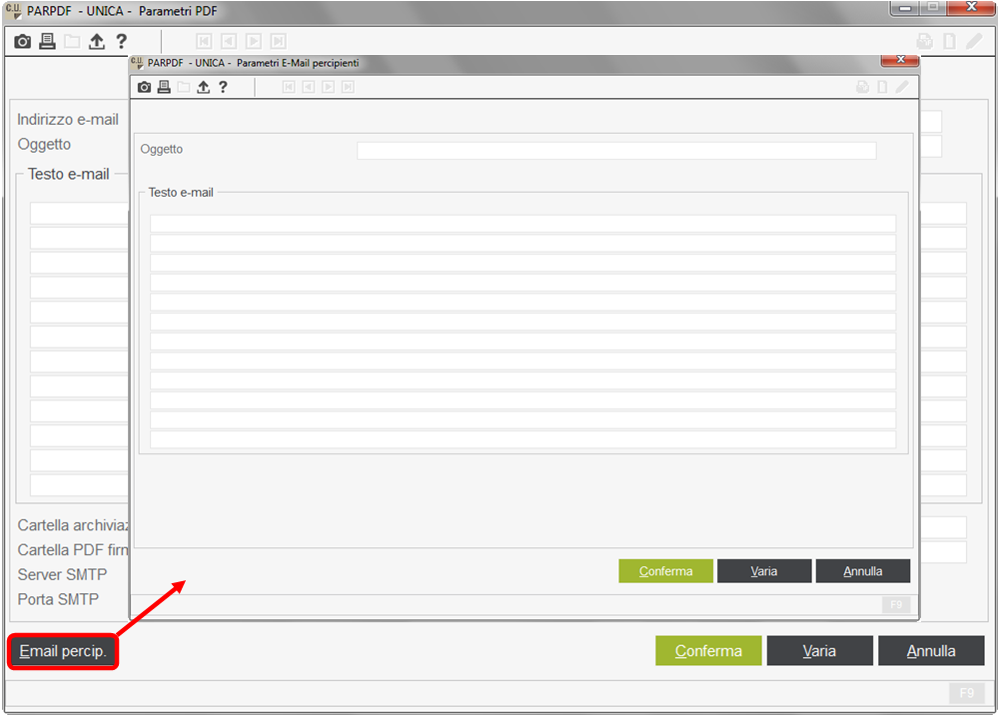 C.U. PARPDF - UNICA - Parametri PDF
?
C.U. PARPDF - UNICA - Parametri E-Mail percipienti
?
Indirizzo e-mail
Oggetto
Testo e-mail
Oggetto
Testo e-mail
Cartella archiviaz
Cartella PDF firm
Server SMTP
Porta SMTP
Conferma Varia Annulla
F9
Email percip. Conferma Varia Annulla
F9